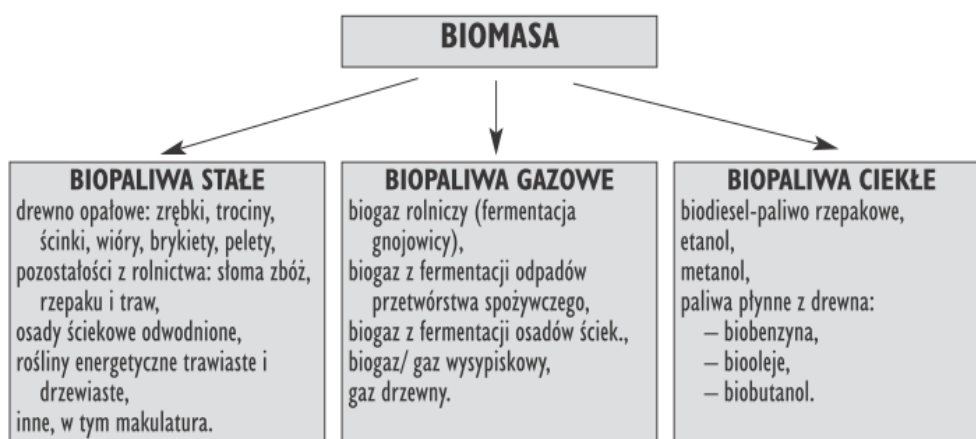 BIOMASA
BIOPALIWA STAŁE
drewno opałowe: zrębki, trociny,
ścinki, wióry, brykiety, pelety,
pozostałości z rolnictwa: słoma zbóż,
rzepaku i traw,
osady ściekowe odwodnione,
rośliny energetyczne trawiaste i
drzewiaste,
inne, w tym makulatura.
BIOPALIWA GAZOWE
biogaz rolniczy (fermentacja
gnojowicy),
biogaz z fermentacji odpadów
przetwórstwa spożywczego,
biogaz z fermentacji osadów ściek.,
biogaz/ gaz wysypiskowy,
gaz drzewny.
BIOPALIWA CIEKŁE
biodiesel-paliwo rzepakowe,
etanol,
metanol,
paliwa płynne z drewna:
– biobenzyna,
– biooleje,
– biobutanol.